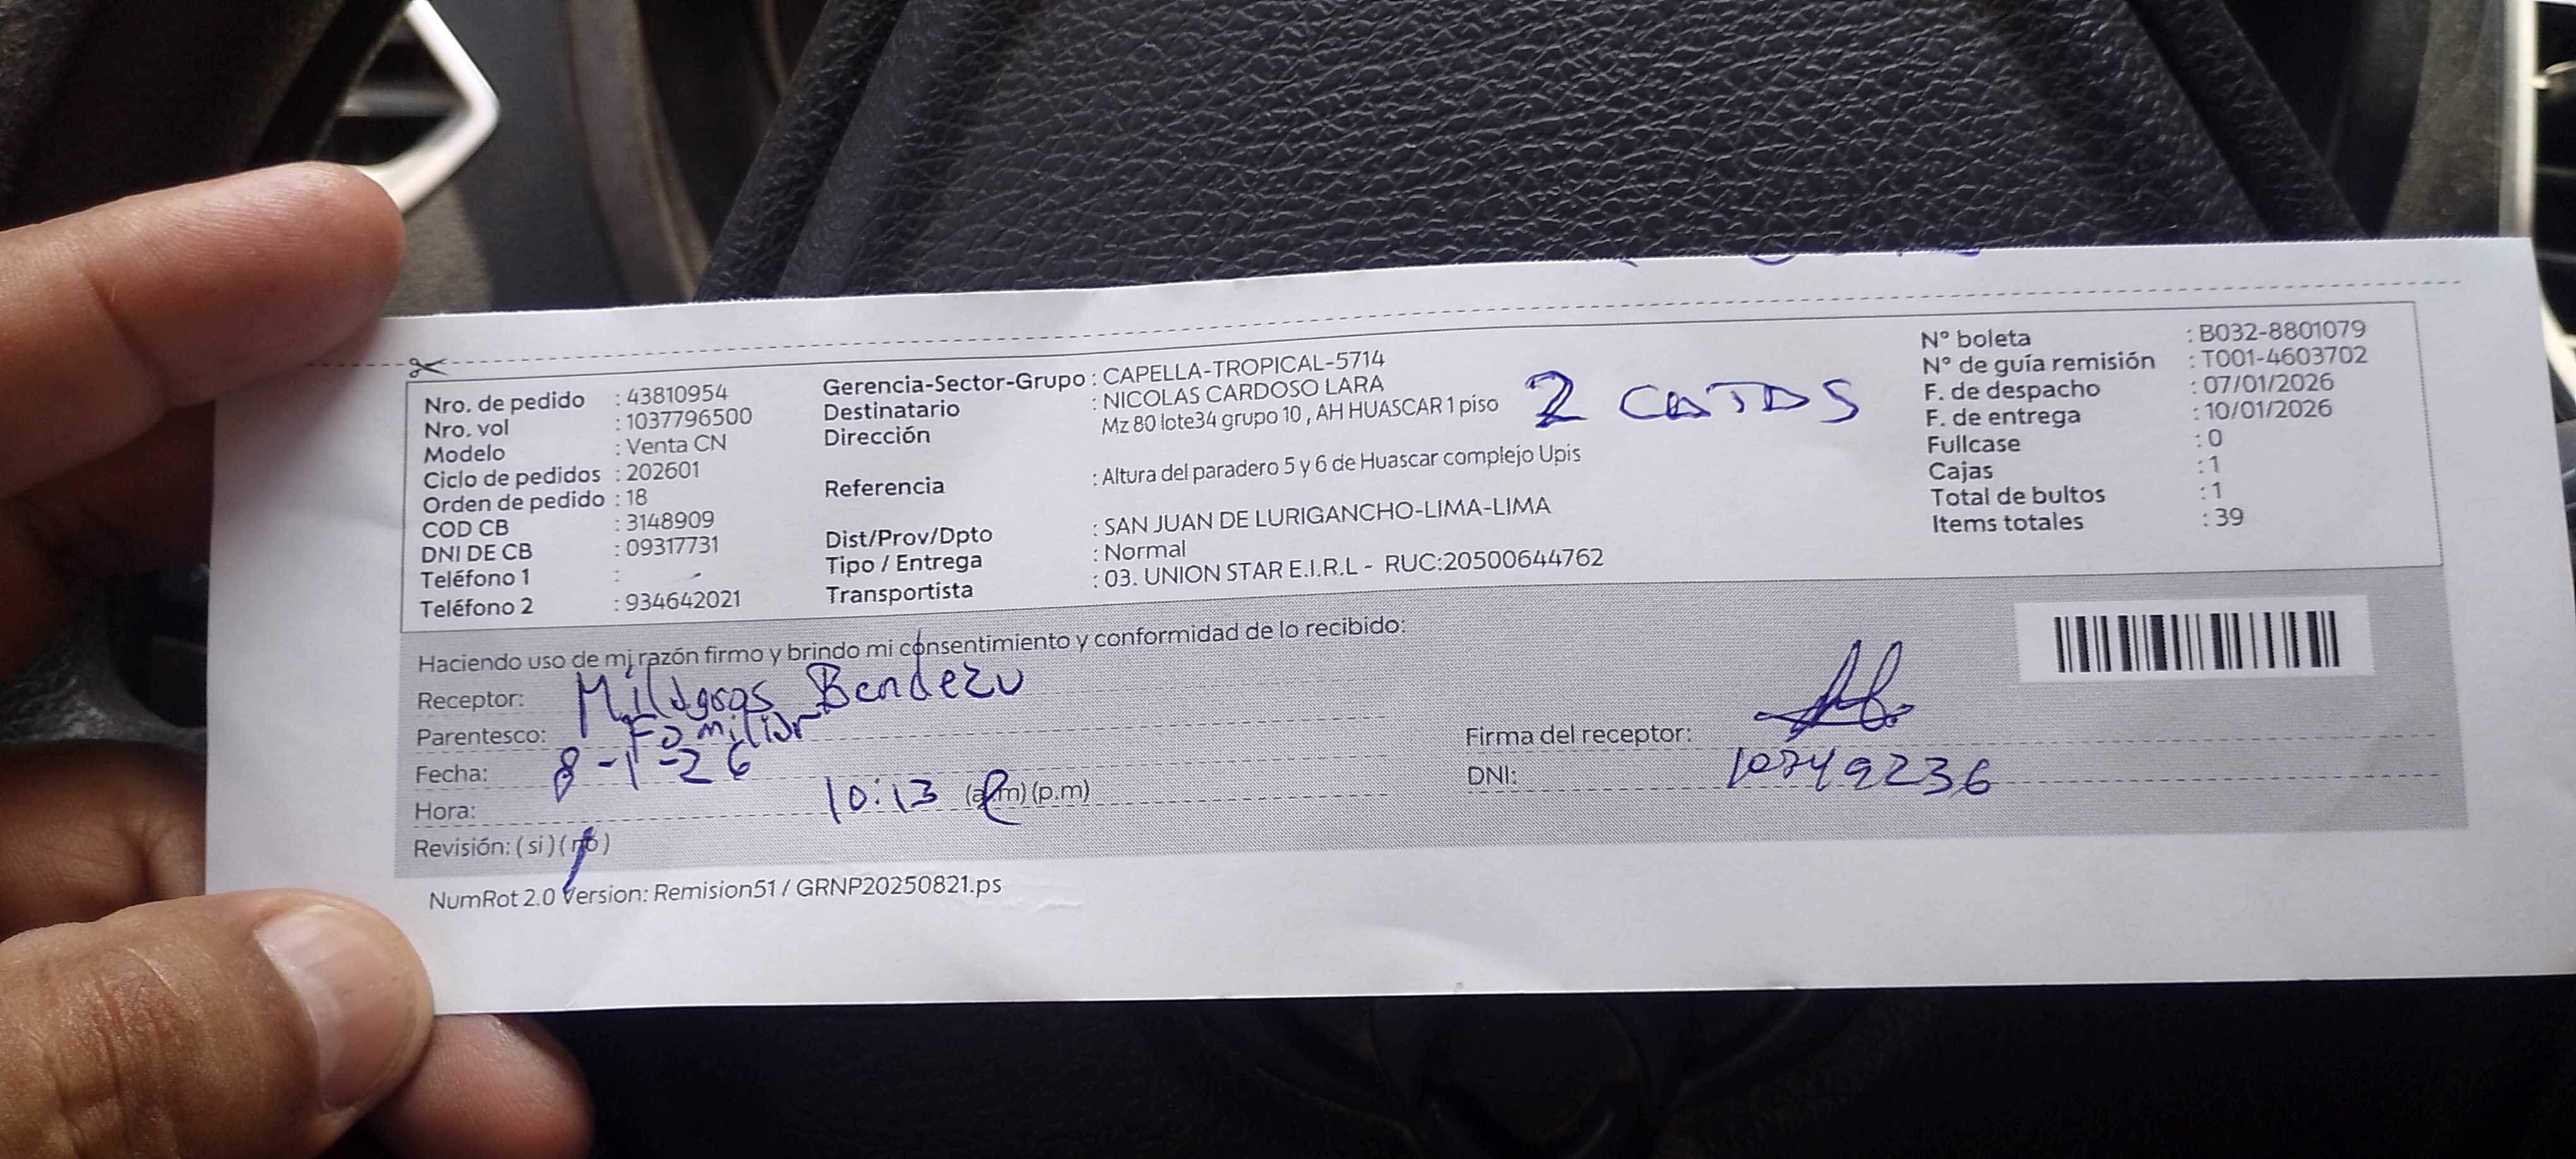 Nro. de pedido : 43810954
Nro. vol : 1037796500
Modelo : Venta CN
Ciclo de pedidos : 202601
Orden de pedido : 18
COD CB : 3148909
DNI DE CB : 09317731
Teléfono 1 :
Teléfono 2 : 934642021
Gerencia-Sector-Grupo : CAPELLA-TROPICAL-5714
Destinatario : NICOLAS CARDOSO LARA
Dirección Mz 80 lote34 grupo 10 , AH HUASCAR 1 piso
Referencia : Altura del paradero 5 y 6 de Huascar complejo Upis
Dist/Prov/Dpto : SAN JUAN DE LURIGANCHO-LIMA-LIMA
Tipo / Entrega : Normal
Transportista : 03. UNION STAR E.I.R.L - RUC:20500644762
2 CATDS
N° boleta : B032-8801079
N° de guía remisión : T001-4603702
F. de despacho : 07/01/2026
F. de entrega : 10/01/2026
Fullcase : 0
Cajas : 1
Total de bultos : 1
Items totales : 39
Haciendo uso de mi razón firmo y brindo mi consentimiento y conformidad de lo recibido:
Receptor: Milagros Bendezu
Parentesco: Familiar
Fecha: 8-1-26
Hora: 10:13 (a.m) (p.m)
Revisión: ( si ) ( no )
Firma del receptor:
DNI: 10749236
NumRot 2.0 Version: Remision51 / GRNP20250821.ps